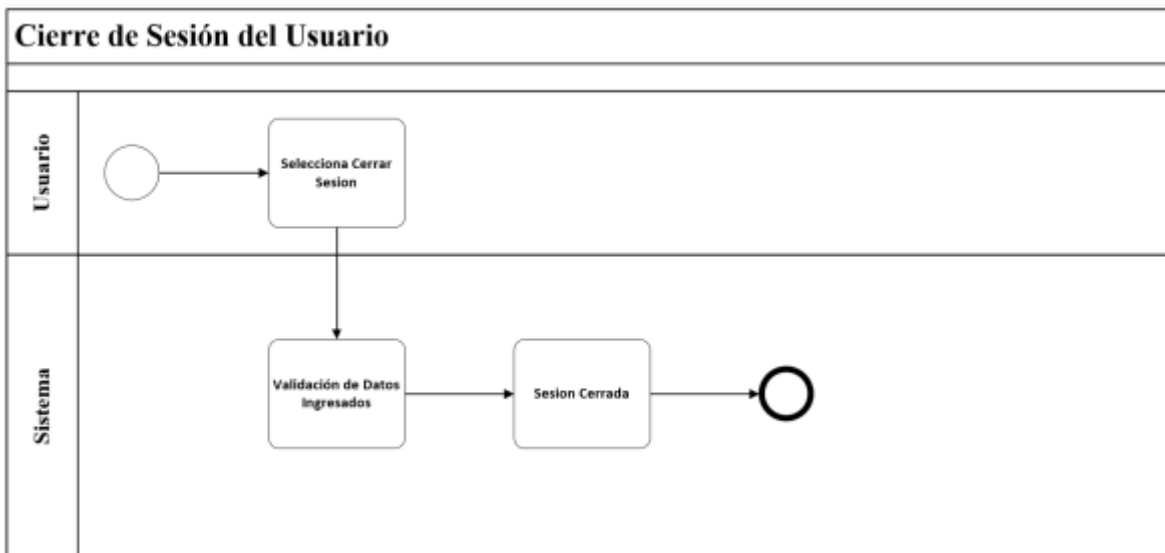 Cierre de Sesión del Usuario
Usuario
Selecciona Cerrar
Sesion
Sistema
Validación de Datos
Ingresados
Sesion Cerrada